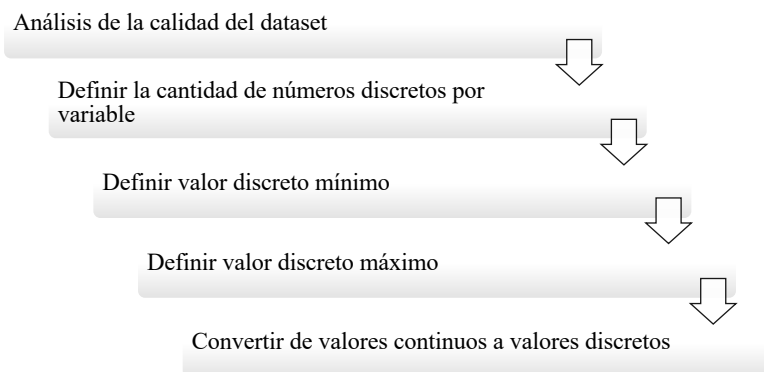 Análisis de la calidad del dataset
Definir la cantidad de números discretos por
variable
Definir valor discreto mínimo
Definir valor discreto máximo
Convertir de valores continuos a valores discretos